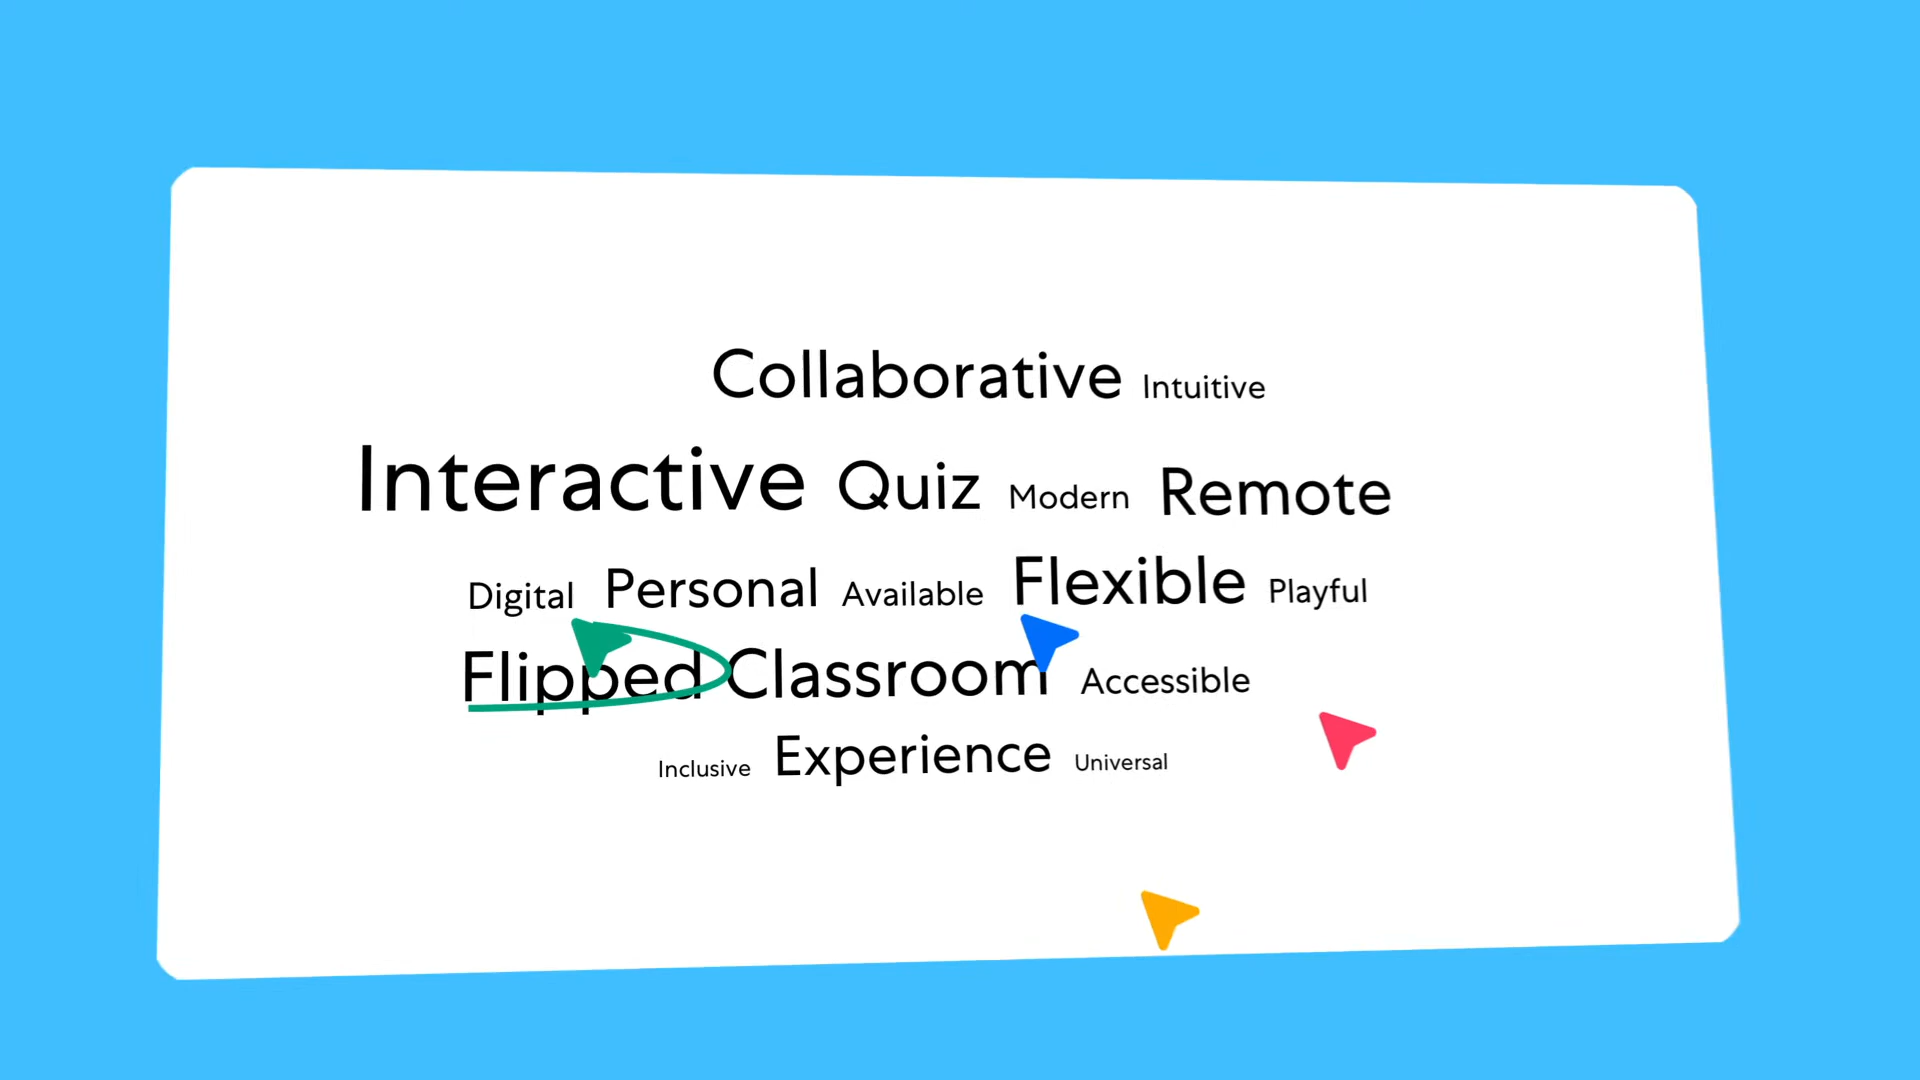 Collaborative Intuitive
Interactive Quiz Modern Remote
Digital Personal Available Flexible Playful
Flipped Classroom Accessible
Inclusive Experience Universal